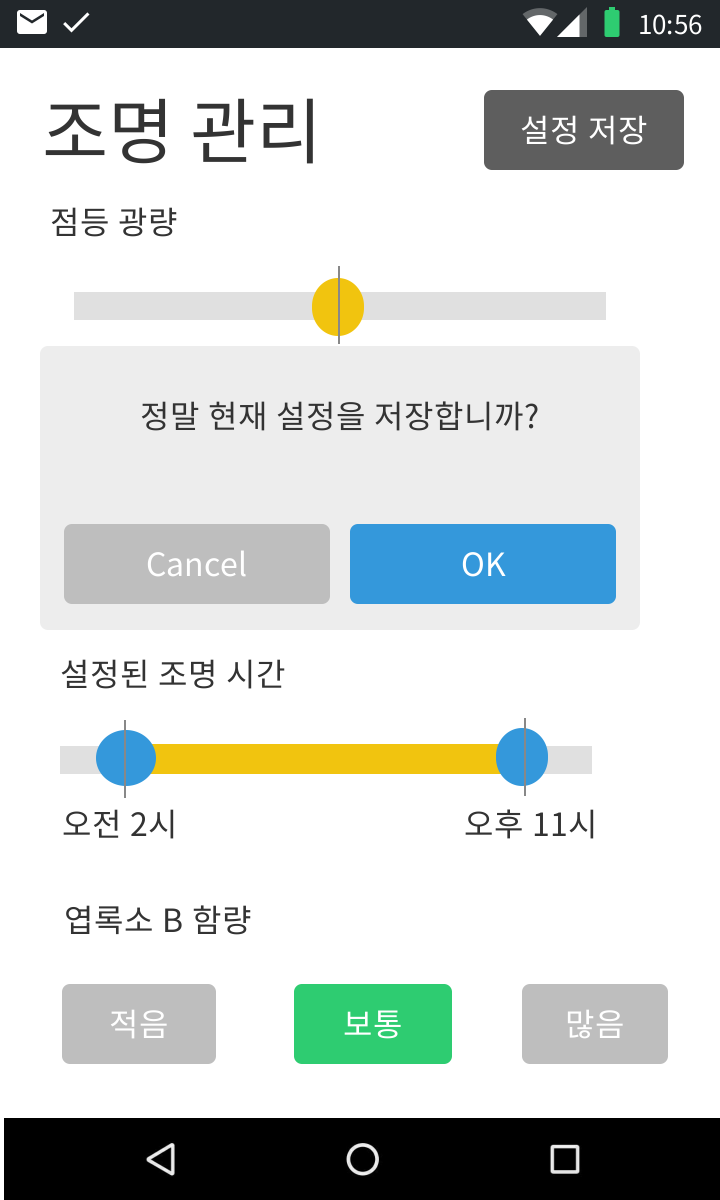 10:56
조명 관리
설정 저장
점등 광량
정말 현재 설정을 저장합니까?
Cancel
OK
설정된 조명 시간
오전 2시
오후 11시
엽록소 B 함량
적음
보통
많음